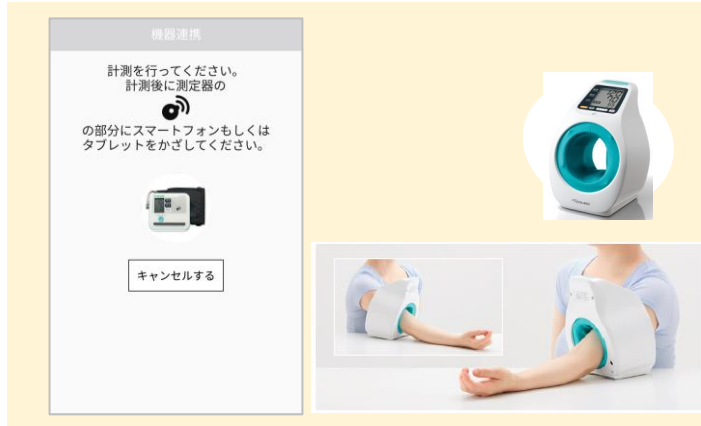 機器連携
計測を行ってください。
計測後に測定器の
の部分にスマートフォンもしくは
タブレットをかざしてください。
キャンセルする